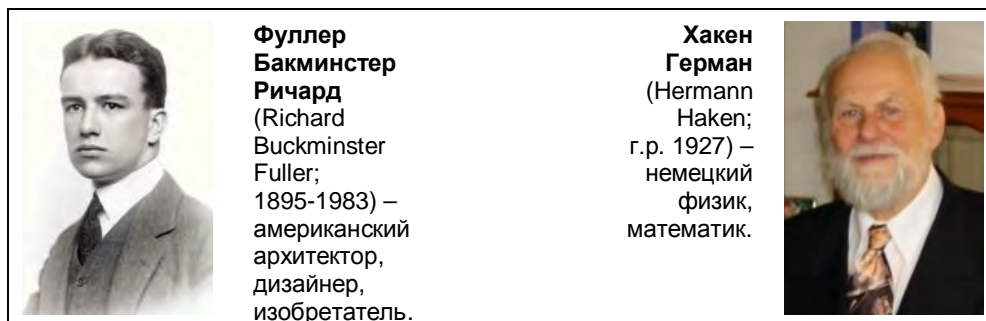 Фуллер
Бакминстер
Ричард
(Richard
Buckminster
Fuller;
1895-1983) –
американский
архитектор,
дизайнер,
изобретатель.
Хакен
Герман
(Hermann
Haken;
г.р. 1927) –
немецкий
физик,
математик.